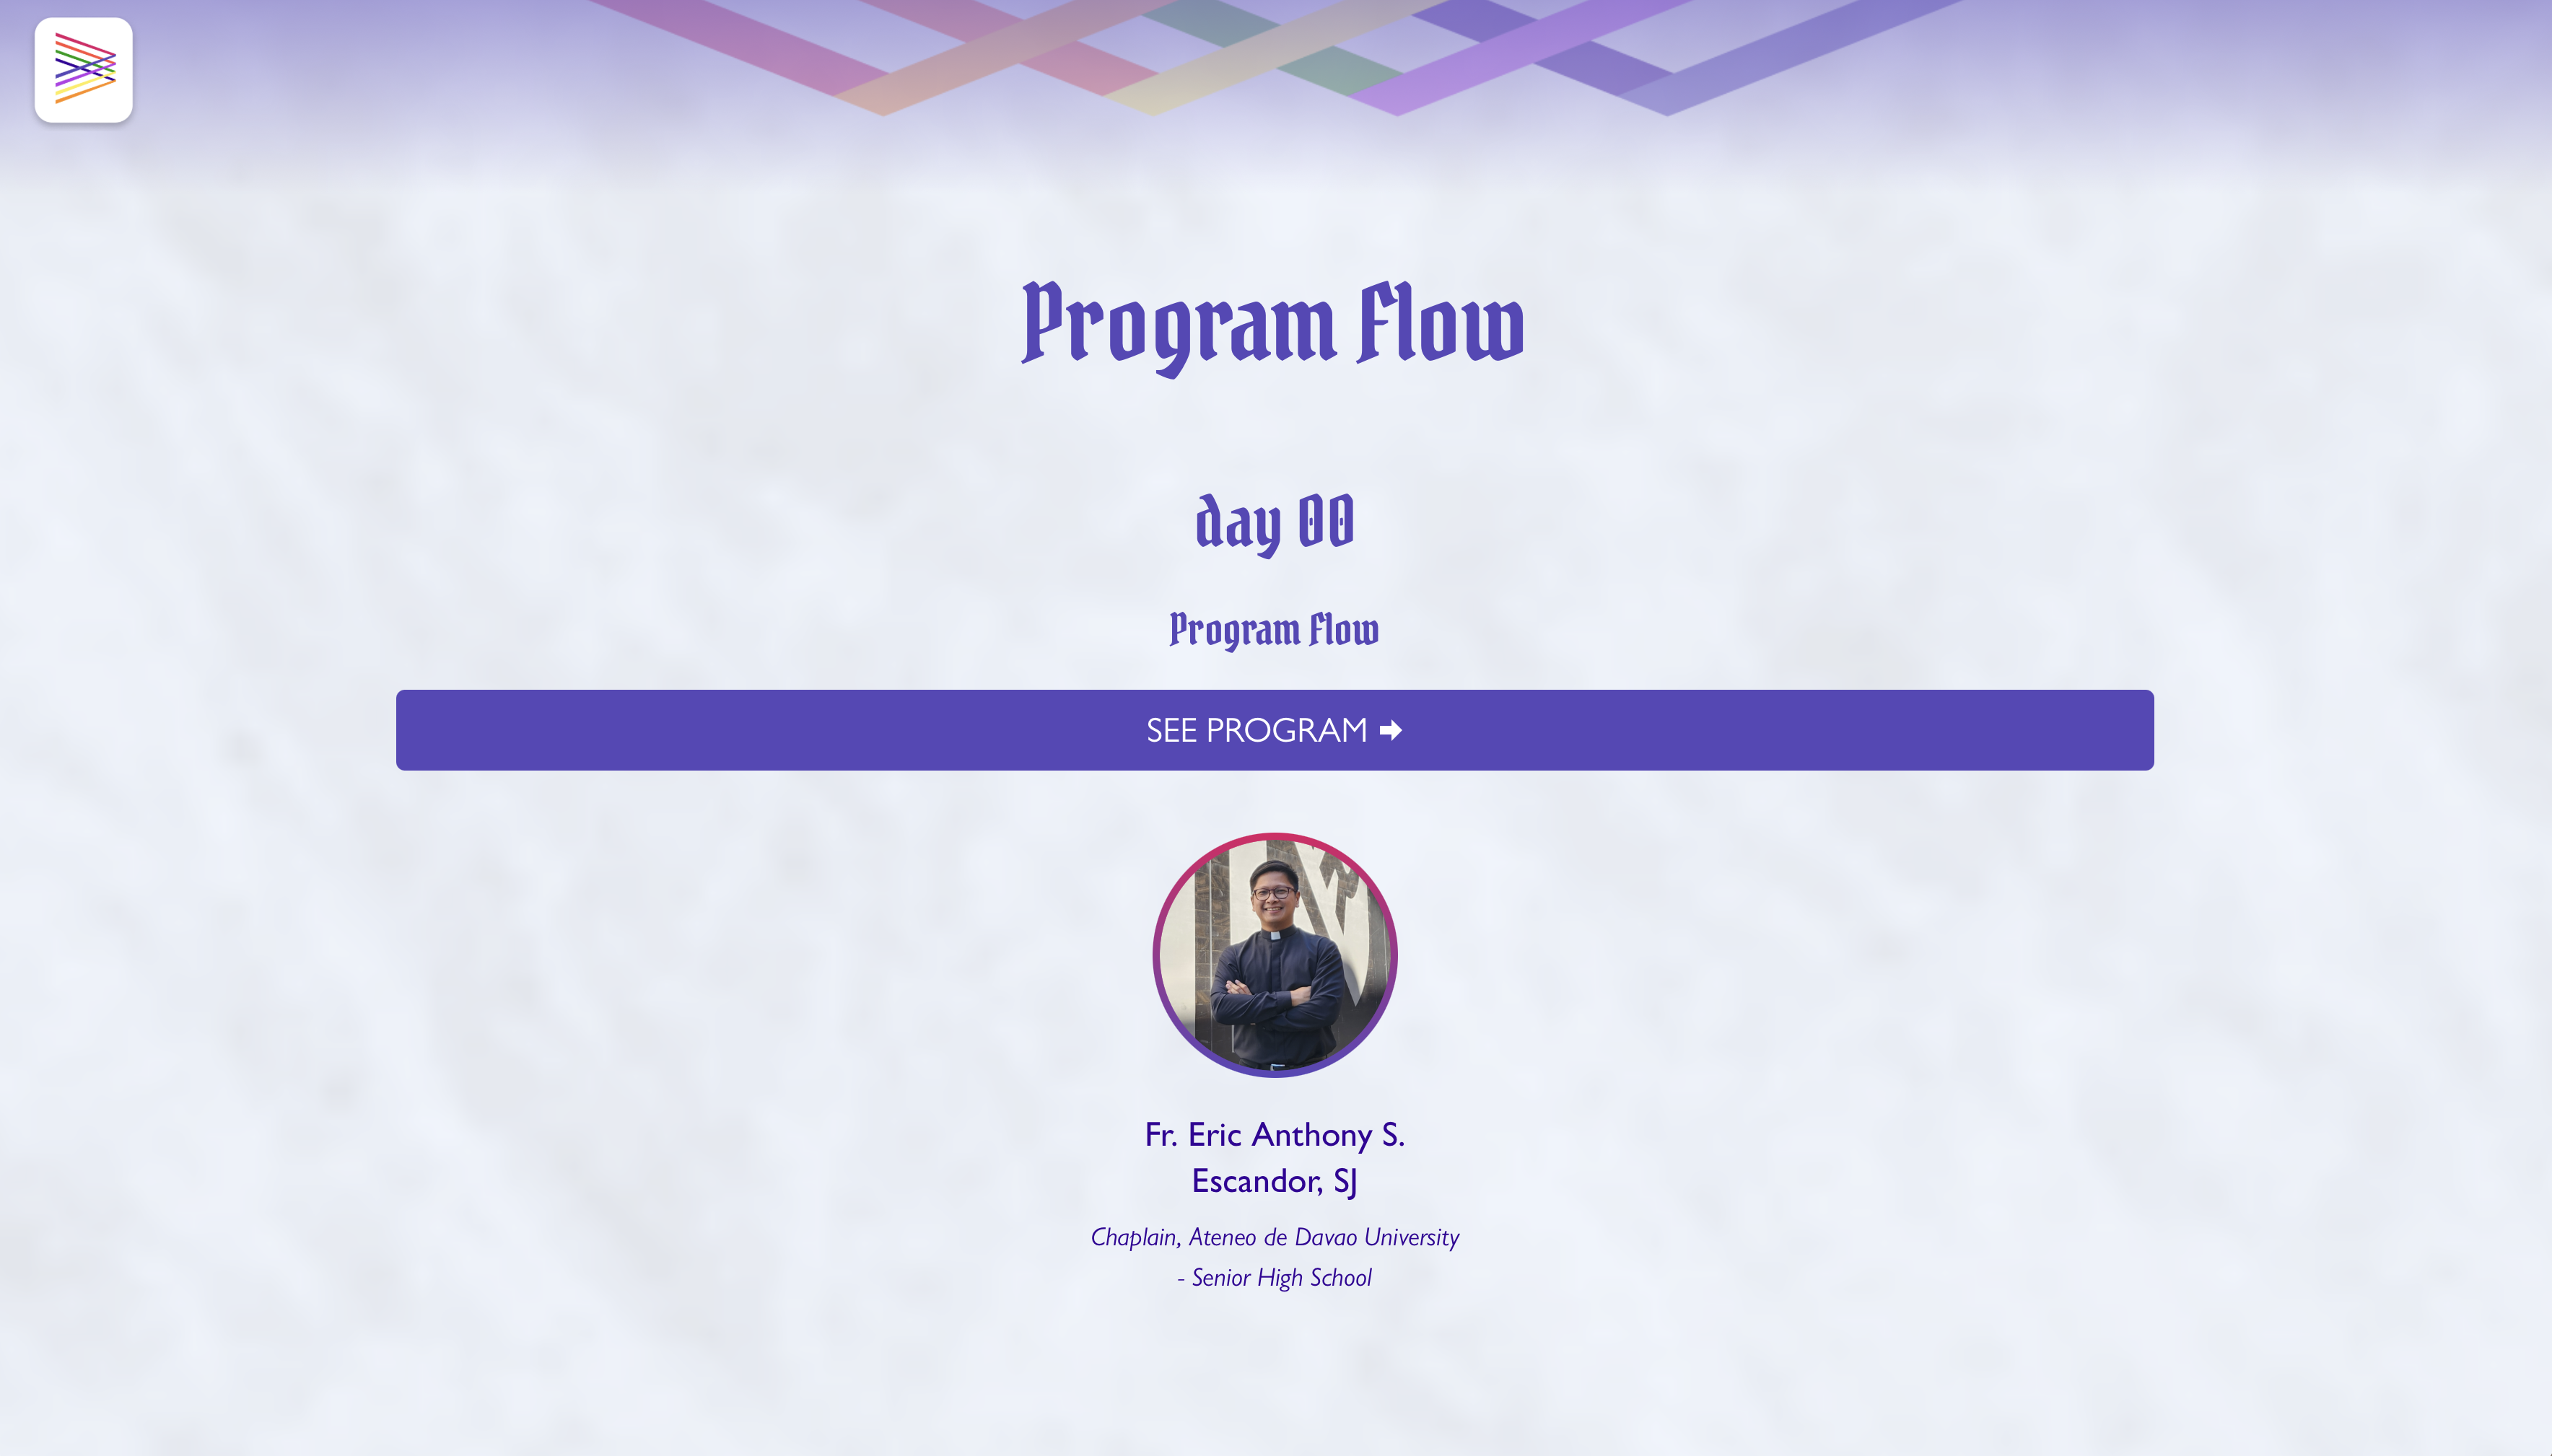 Program Flow
day 00
Program Flow
SEE PROGRAM
Fr. Eric Anthony S.
Escandor, SJ
Chaplain, Ateneo de Davao University
- Senior High School